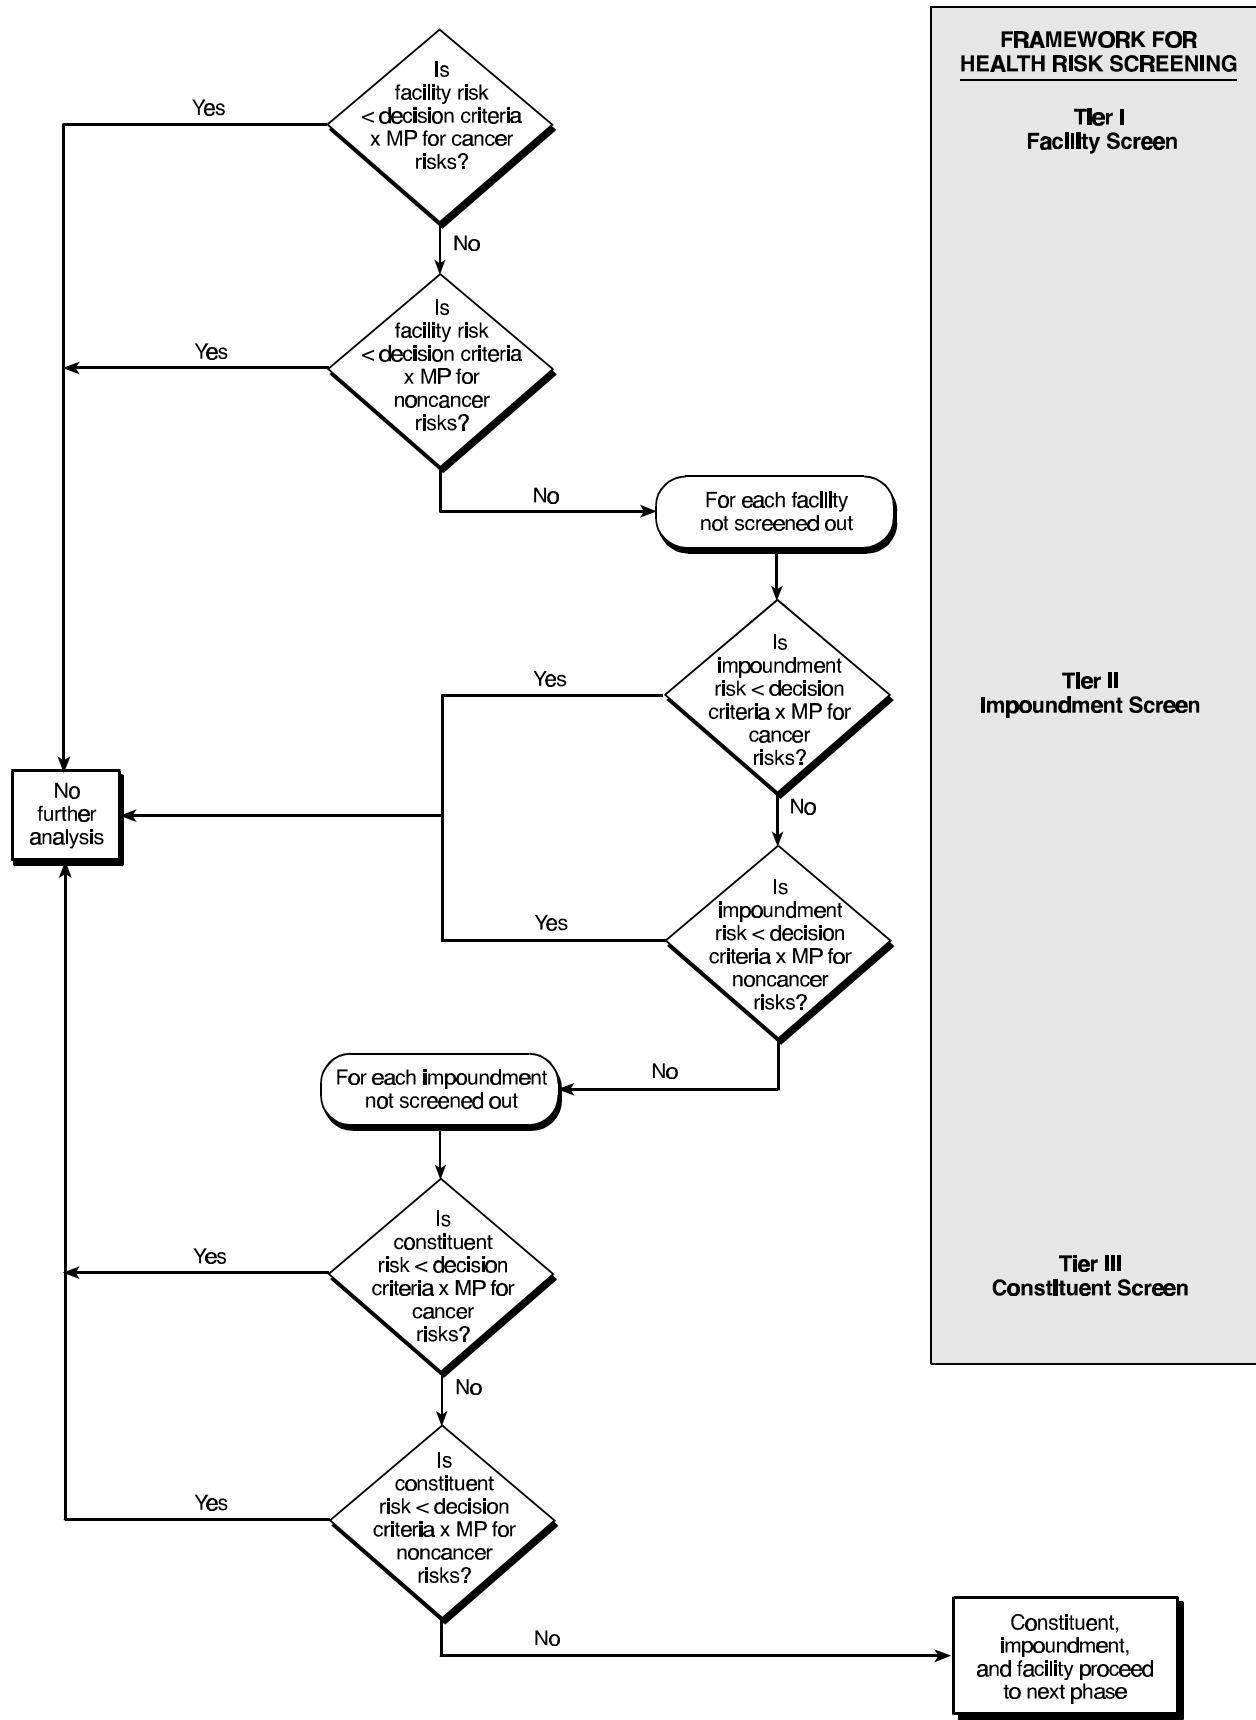 FRAMEWORK FOR
HEALTH RISK SCREENING
Tier I
Facility Screen
Is
facility risk
< decision criteria
x MP for cancer
risks?
Yes
No
Is
facility risk
< decision criteria
x MP for
noncancer
risks?
Yes
No
For each facility
not screened out
Tier II
Impoundment Screen
Is
impoundment
risk < decision
criteria x MP for
cancer
risks?
Yes
No
No
further
analysis
Is
impoundment
risk < decision
criteria x MP for
noncancer
risks?
Yes
No
For each impoundment
not screened out
Tier III
Constituent Screen
Is
constituent
risk < decision
criteria x MP for
cancer
risks?
Yes
No
Is
constituent
risk < decision
criteria x MP for
noncancer
risks?
Yes
No
Constituent,
impoundment,
and facility proceed
to next phase